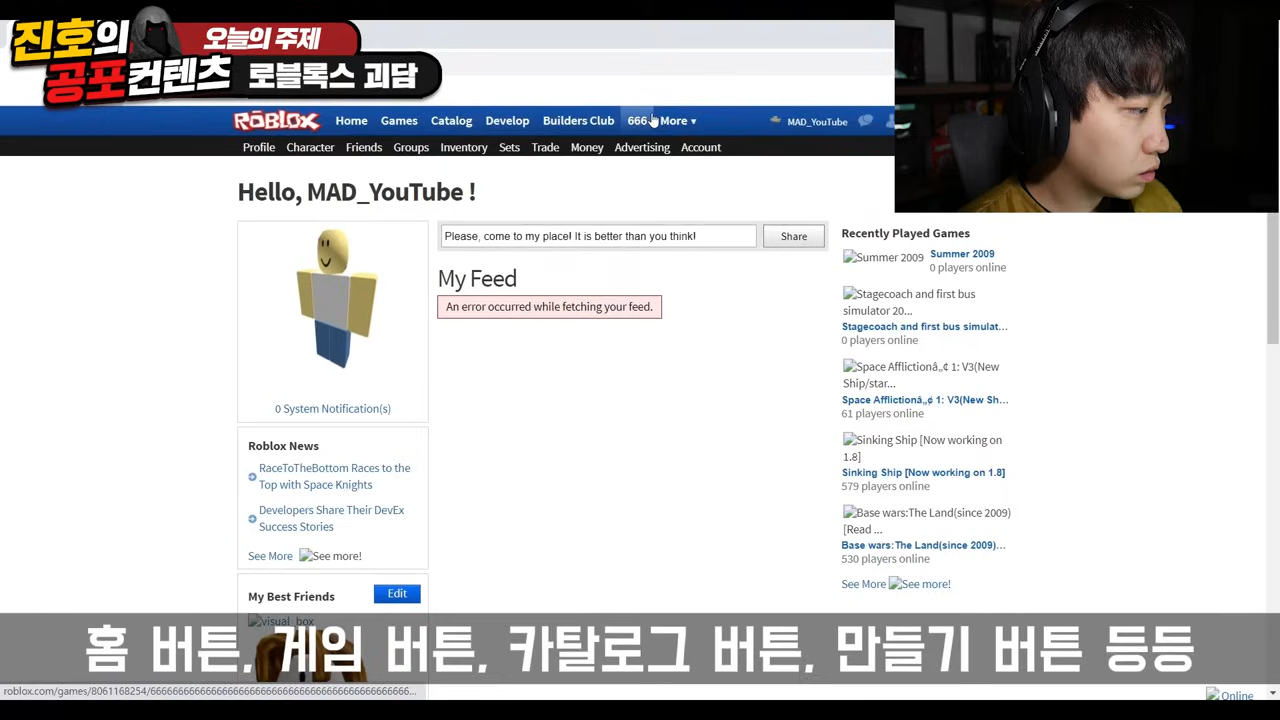 진호의
공포컨텐츠
오늘의 주제
로블록스 괴담
ROBLOX Home Games Catalog Develop Builders Club 666 More ▾ MAD_YouTube
Profile Character Friends Groups Inventory Sets Trade Money Advertising Account
Hello, MAD_YouTube !
Please, come to my place! It is better than you think! Share
My Feed
An error occurred while fetching your feed.
0 System Notification(s)
Roblox News
RaceToTheBottom Races to the
Top with Space Knights
Developers Share Their DevEx
Success Stories
See More See more!
My Best Friends Edit
visual_box
Recently Played Games
Summer 2009 Summer 2009
0 players online
Stagecoach and first bus
simulator 20...
Stagecoach and first bus simulat...
0 players online
Space Afflictionâ„¢ 1: V3(New
Ship/star...
Space Afflictionâ„¢ 1: V3(New Sh...
61 players online
Sinking Ship [Now working on
1.8]
Sinking Ship [Now working on 1.8]
579 players online
Base wars:The Land(since 2009)
[Read ...
Base wars:The Land(since 2009)...
530 players online
See More See more!
홈 버튼, 게임 버튼, 카탈로그 버튼, 만들기 버튼 등등
roblox.com/games/8061168254/6666666666666666666666666666666666666666...
Online